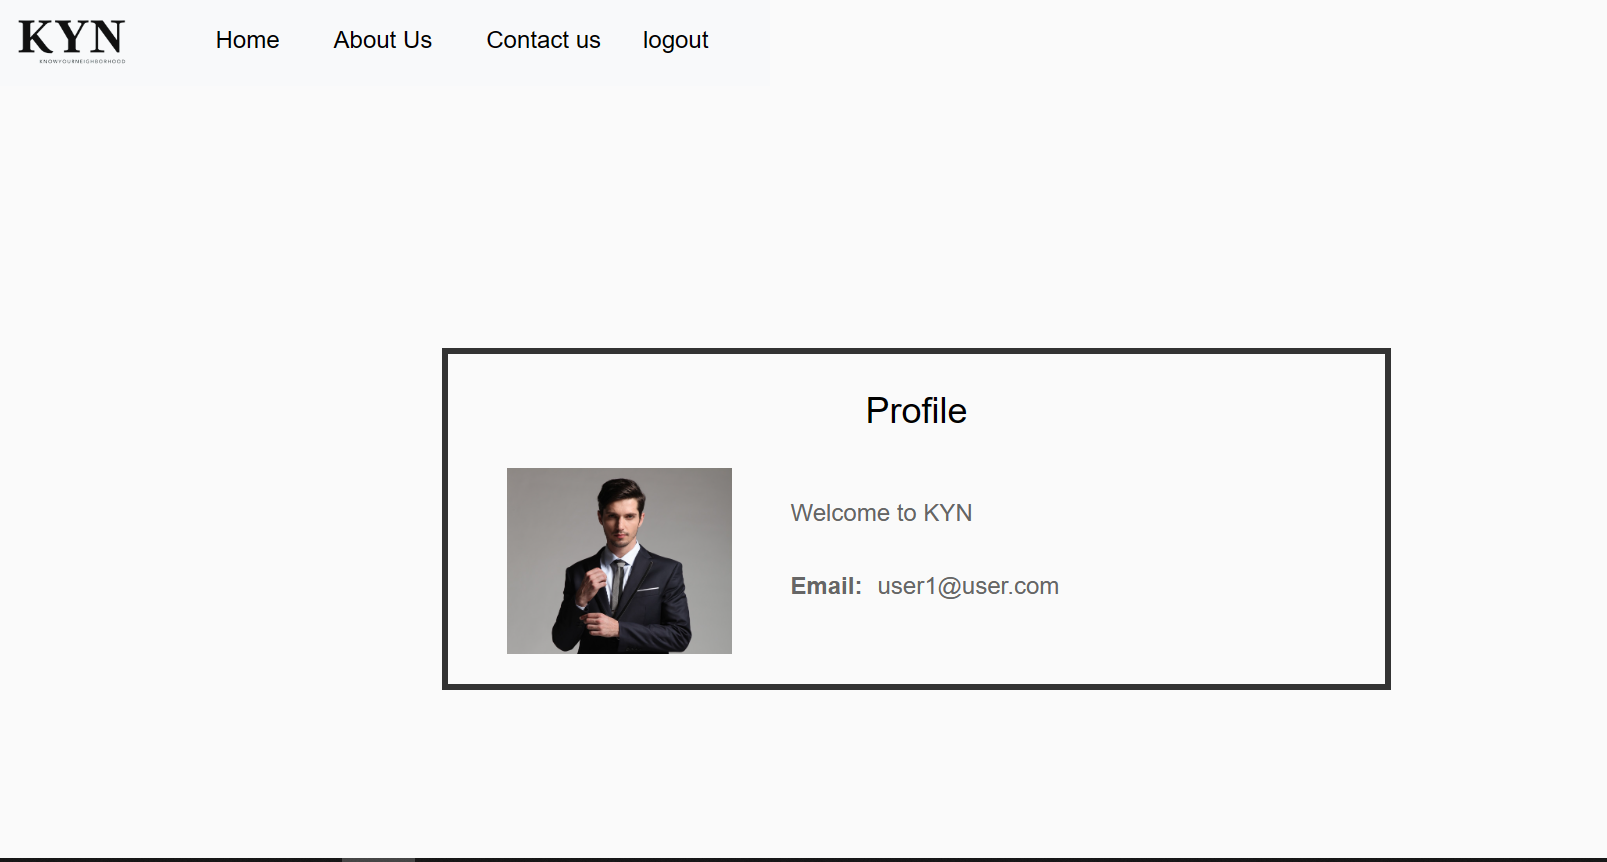 KYN
KNOWYOURNEIGHBORHOOD
Home About Us Contact us logout
Profile
Welcome to KYN
Email: user1@user.com